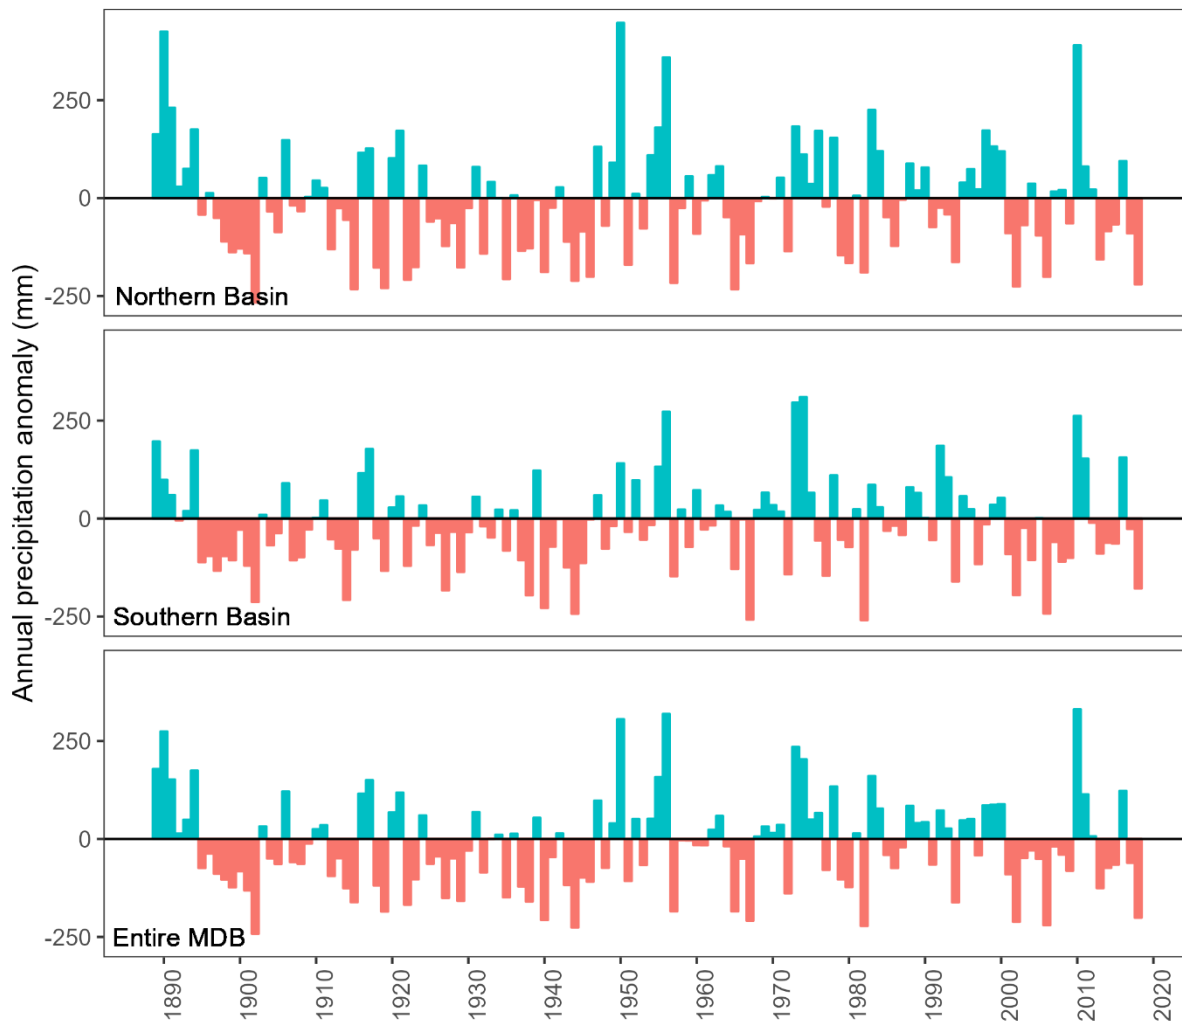 Annual precipitation anomaly (mm)
250
0
-250
Northern Basin
250
0
-250
Southern Basin
250
0
-250
Entire MDB
1890 1900 1910 1920 1930 1940 1950 1960 1970 1980 1990 2000 2010 2020